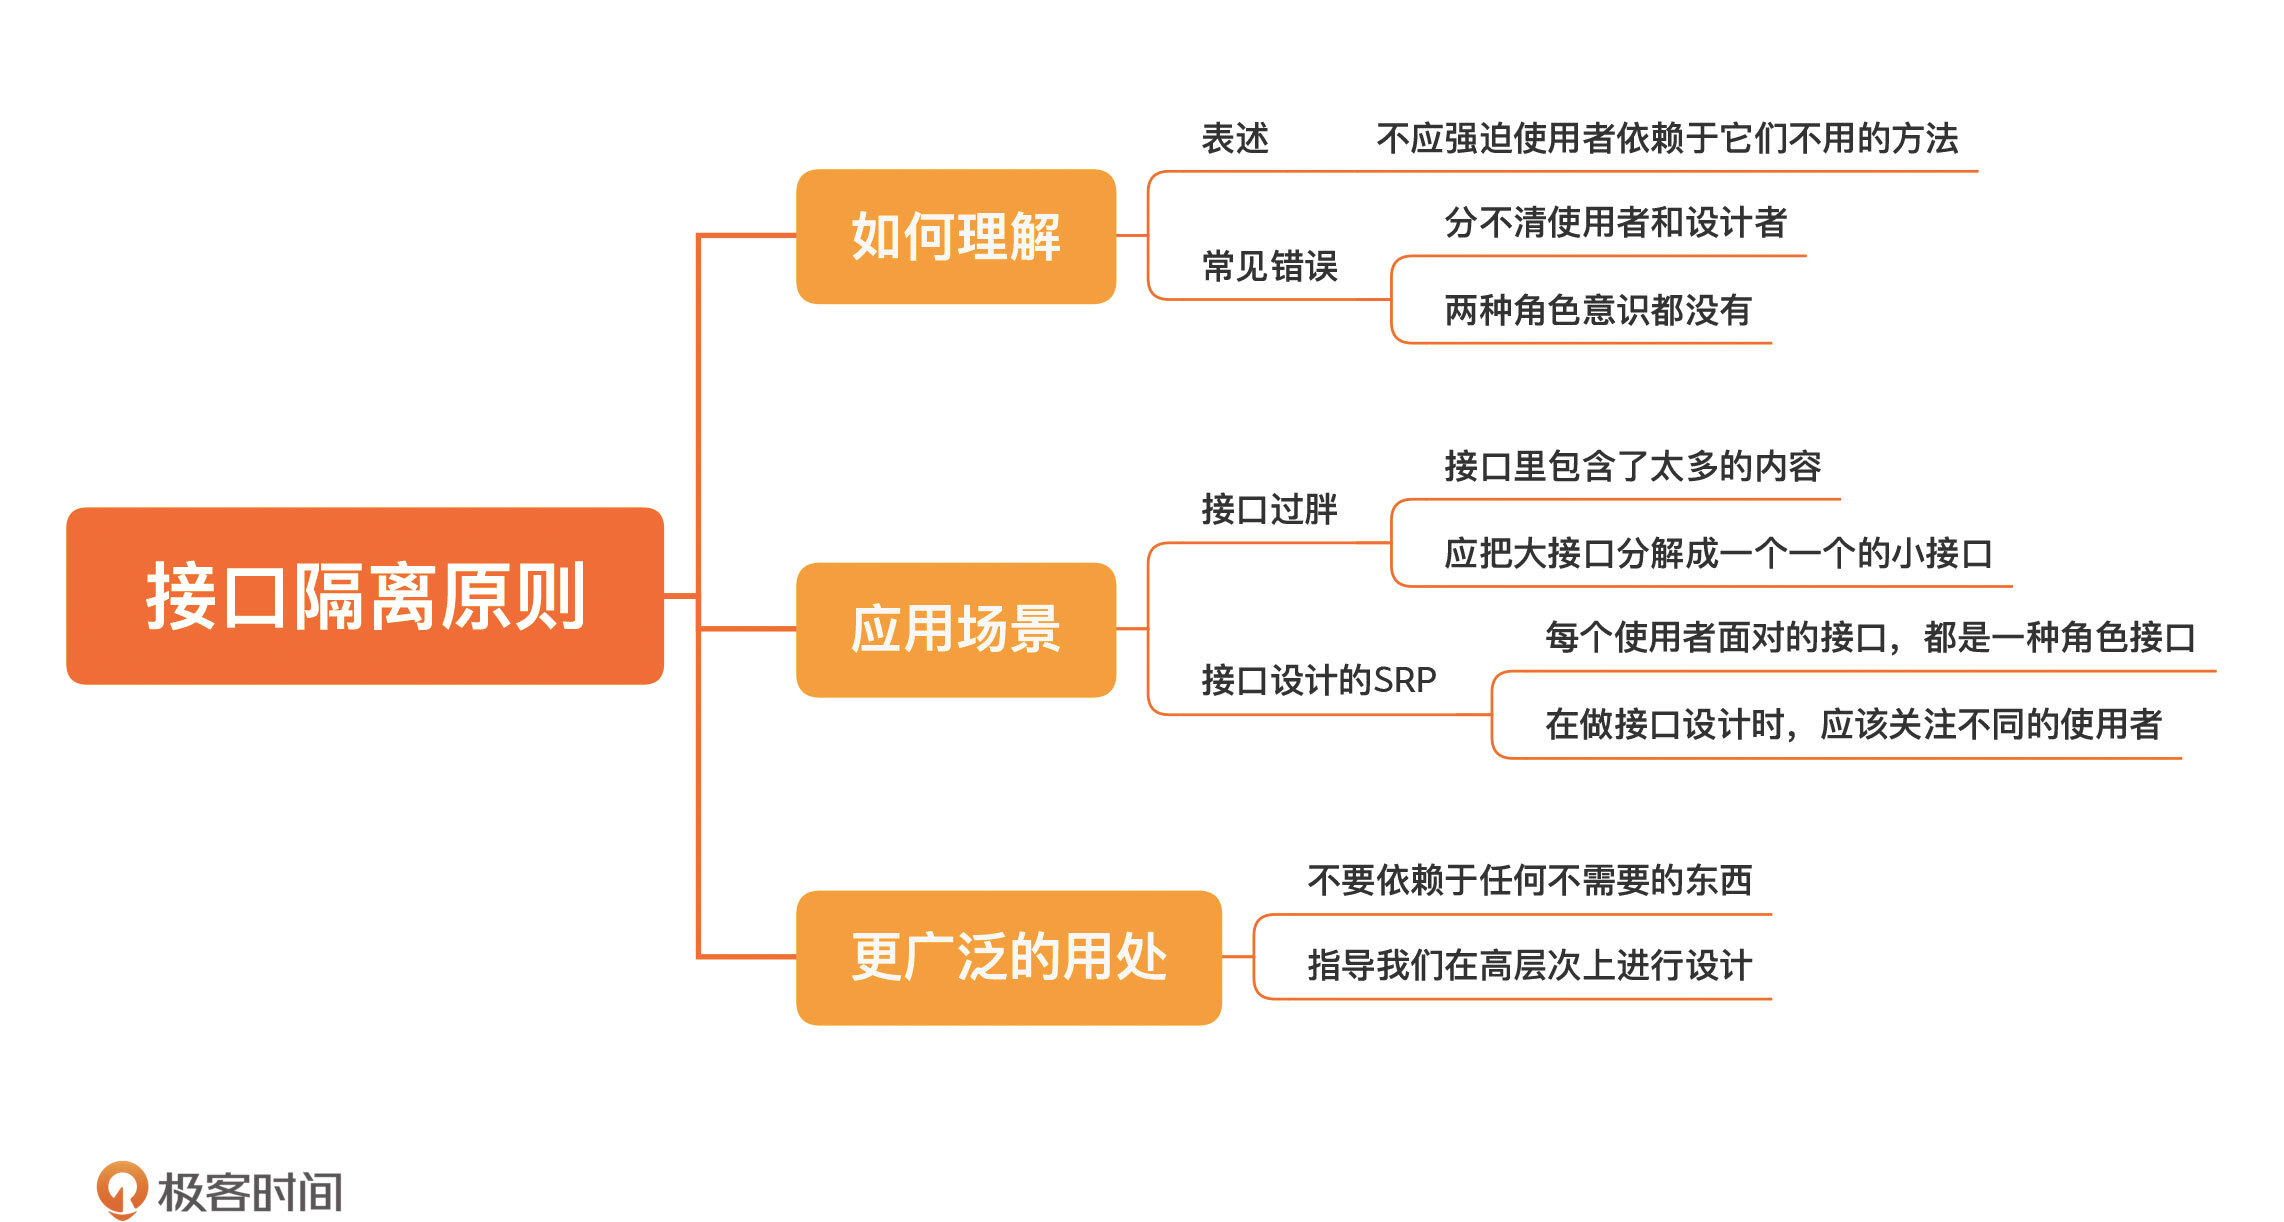 接口隔离原则
如何理解
表述
不应强迫使用者依赖于它们不用的方法
常见错误
分不清使用者和设计者
两种角色意识都没有
应用场景
接口过胖
接口里包含了太多的内容
应把大接口分解成一个一个的小接口
接口设计的SRP
每个使用者面对的接口，都是一种角色接口
在做接口设计时，应该关注不同的使用者
更广泛的用处
不要依赖于任何不需要的东西
指导我们在高层次上进行设计
极客时间